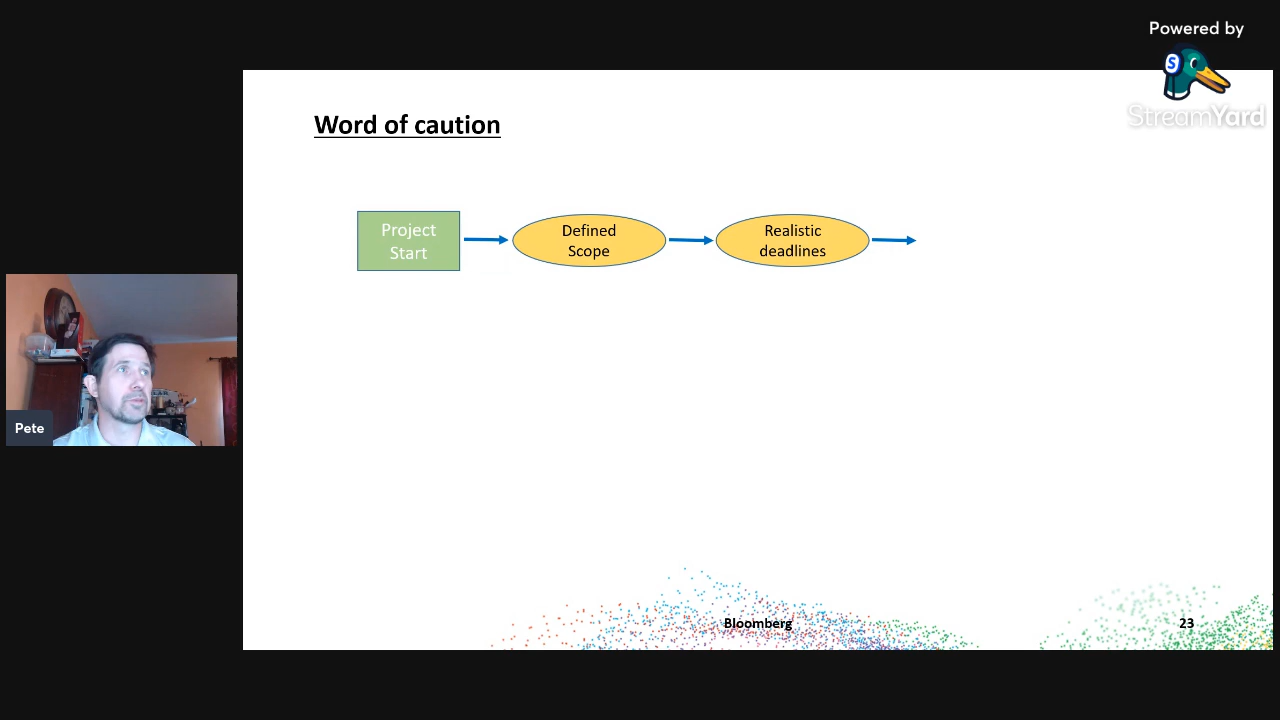 Powered by
S
StreamYard
Word of caution
Project
Start
Defined
Scope
Realistic
deadlines
Pete
Bloomberg
23